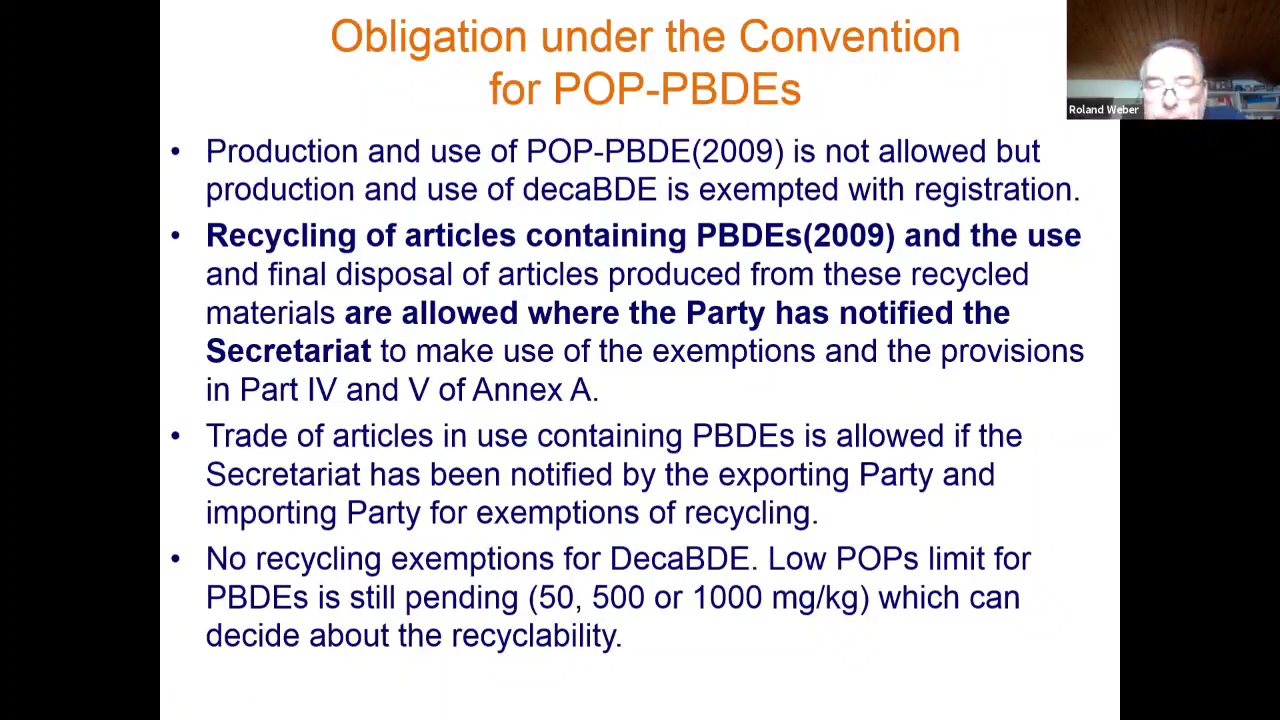 Obligation under the Convention
for POP-PBDEs
Roland Weber
• Production and use of POP-PBDE(2009) is not allowed but
production and use of decaBDE is exempted with registration.
• Recycling of articles containing PBDEs(2009) and the use
and final disposal of articles produced from these recycled
materials are allowed where the Party has notified the
Secretariat to make use of the exemptions and the provisions
in Part IV and V of Annex A.
• Trade of articles in use containing PBDEs is allowed if the
Secretariat has been notified by the exporting Party and
importing Party for exemptions of recycling.
• No recycling exemptions for DecaBDE. Low POPs limit for
PBDEs is still pending (50, 500 or 1000 mg/kg) which can
decide about the recyclability.